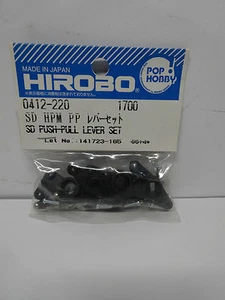 MADE IN JAPAN
HIROBO®
POP
HOBBY
0412-220 1700
SD HPM PP レバーセット
SD PUSH-PULL LEVER SET
Lot No.:141723-165